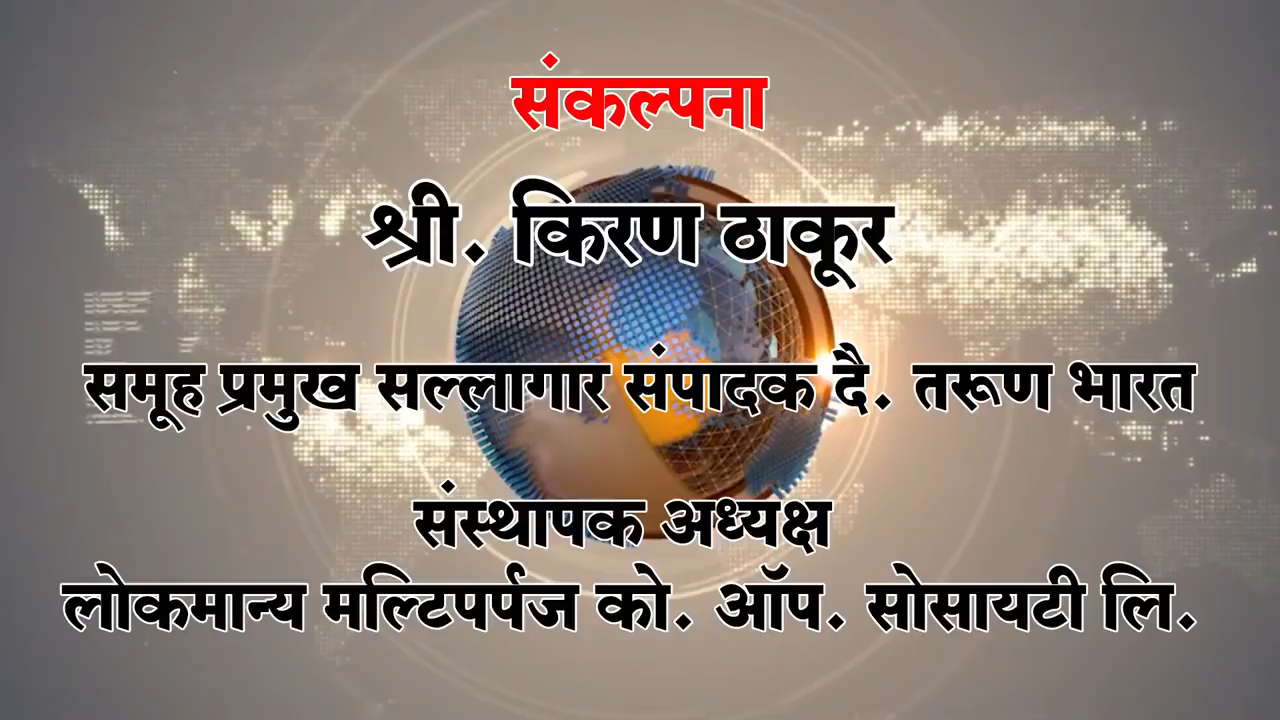 संकल्पना
श्री. किरण ठाकूर
समूह प्रमुख सल्लागार संपादक दै. तरूण भारत
संस्थापक अध्यक्ष
लोकमान्य मल्टिपर्पज को. ऑप. सोसायटी लि.